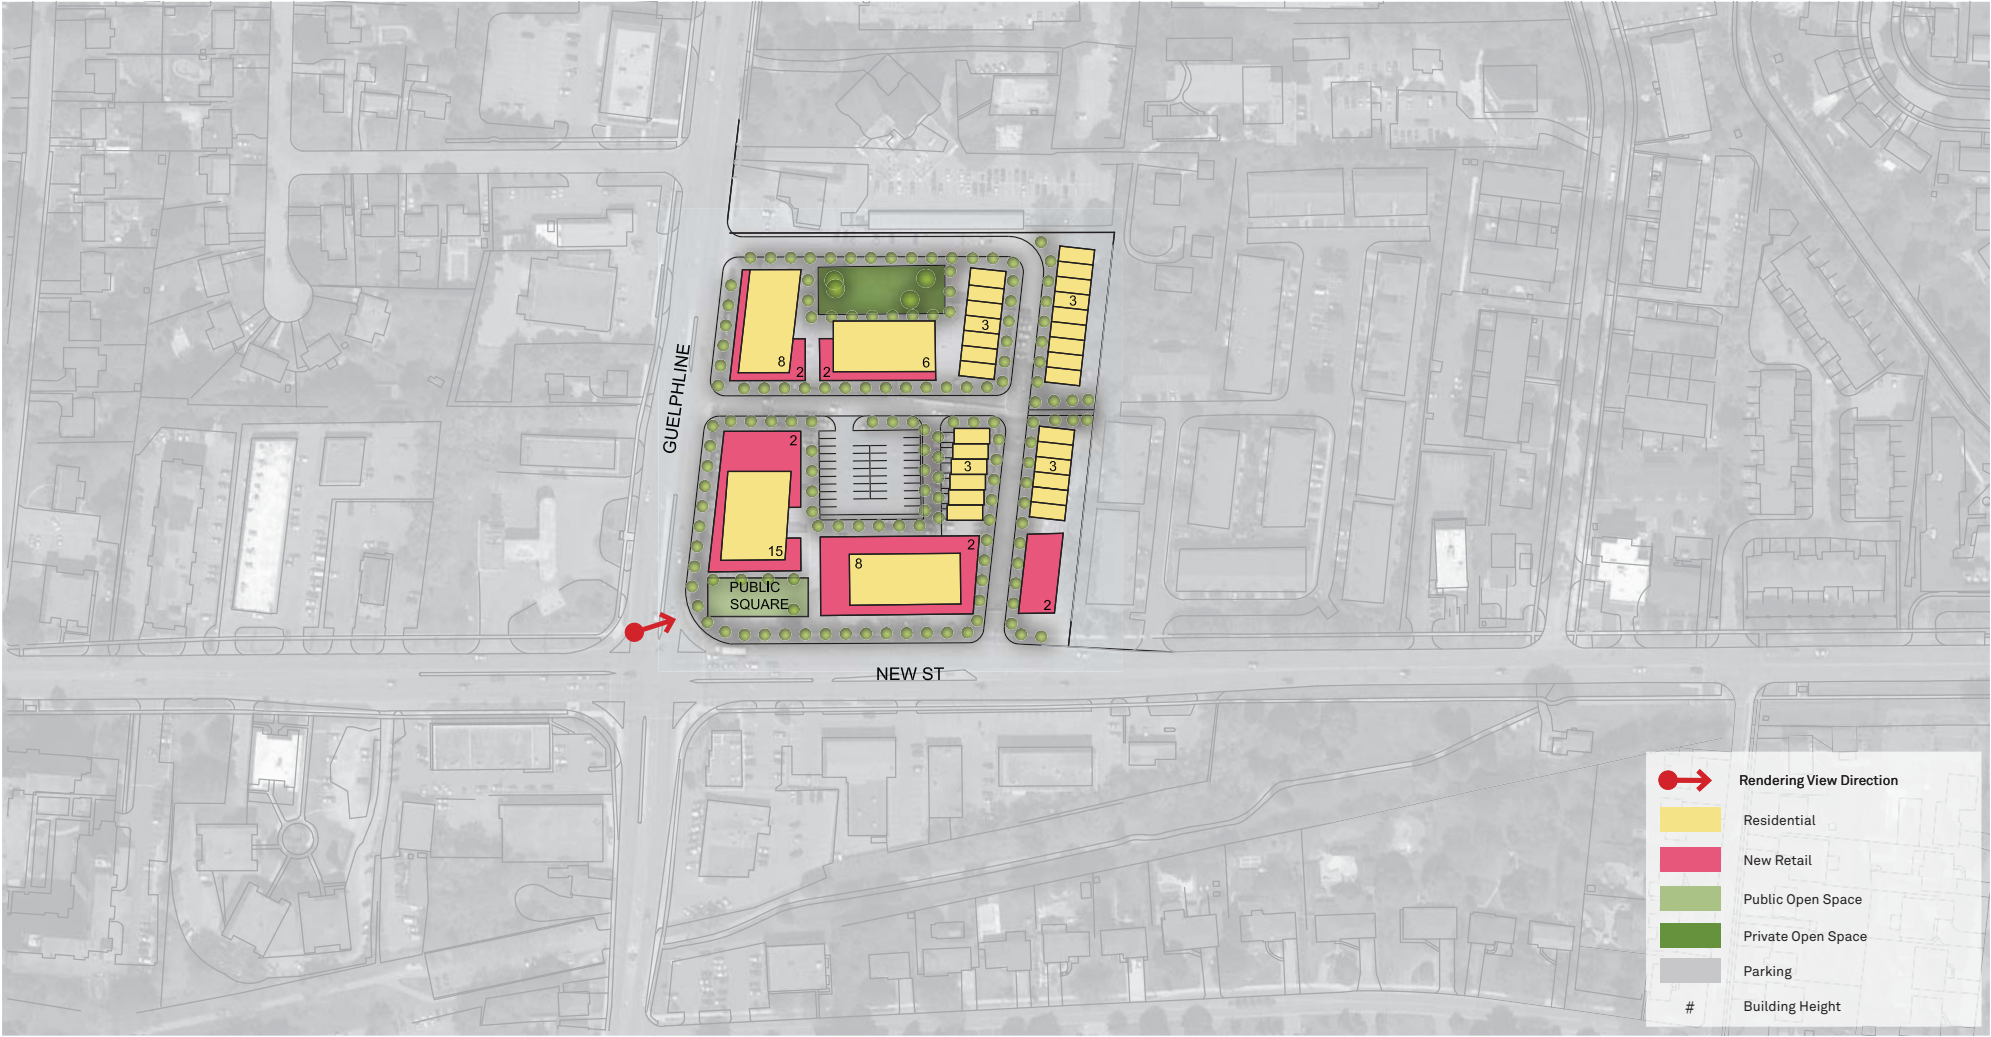 3
3
8
6
2
2
GUELPHLINE
2
3
3
15
2
8
PUBLIC
SQUARE
2
NEW ST
Rendering View Direction
Residential
New Retail
Public Open Space
Private Open Space
Parking
# Building Height